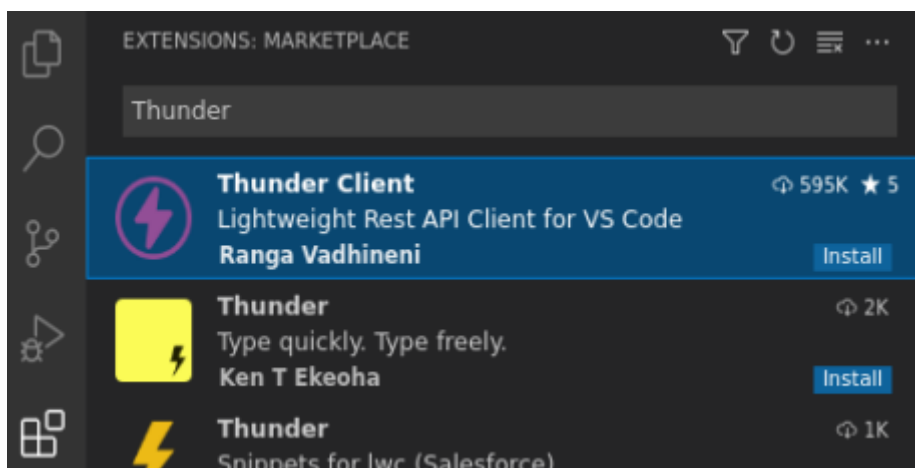 EXTENSIONS: MARKETPLACE
Thunder
Thunder Client 595K ★ 5
Lightweight Rest API Client for VS Code
Ranga Vadhineni Install
Thunder 2K
Type quickly. Type freely.
Ken T Ekeoha Install
Thunder 1K
Snippets for lwc (Salesforce)